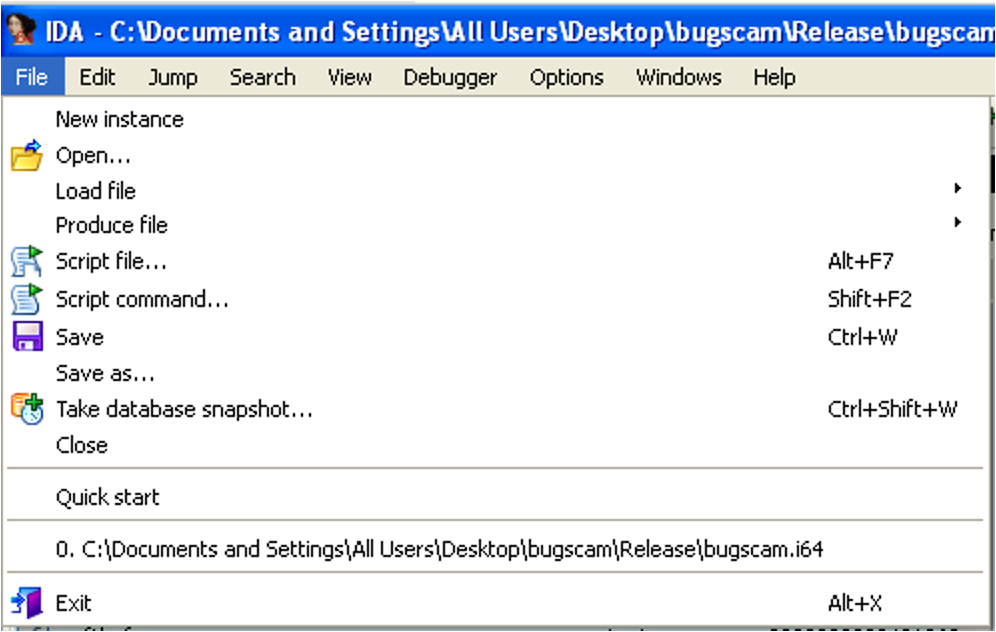 IDA - C:\Documents and Settings\All Users\Desktop\bugscam\Release\bugscam
File Edit Jump Search View Debugger Options Windows Help
New instance
Open...
Load file
Produce file
Script file... Alt+F7
Script command... Shift+F2
Save Ctrl+W
Save as...
Take database snapshot... Ctrl+Shift+W
Close
Quick start
0. C:\Documents and Settings\All Users\Desktop\bugscam\Release\bugscam.i64
Exit Alt+X